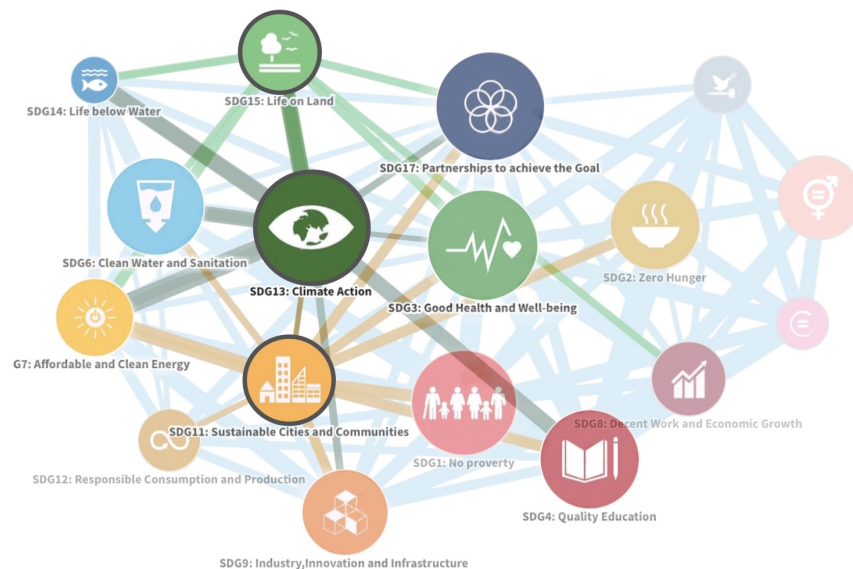 SDG14: Life below Water
SDG15: Life on Land
SDG17: Partnerships to achieve the Goal
SDG6: Clean Water and Sanitation
SDG13: Climate Action
SDG3: Good Health and Well-being
SDG2: Zero Hunger
G7: Affordable and Clean Energy
SDG11: Sustainable Cities and Communities
SDG8: Decent Work and Economic Growth
SDG12: Responsible Consumption and Production
SDG1: No proverty
SDG4: Quality Education
SDG9: Industry,Innovation and Infrastructure